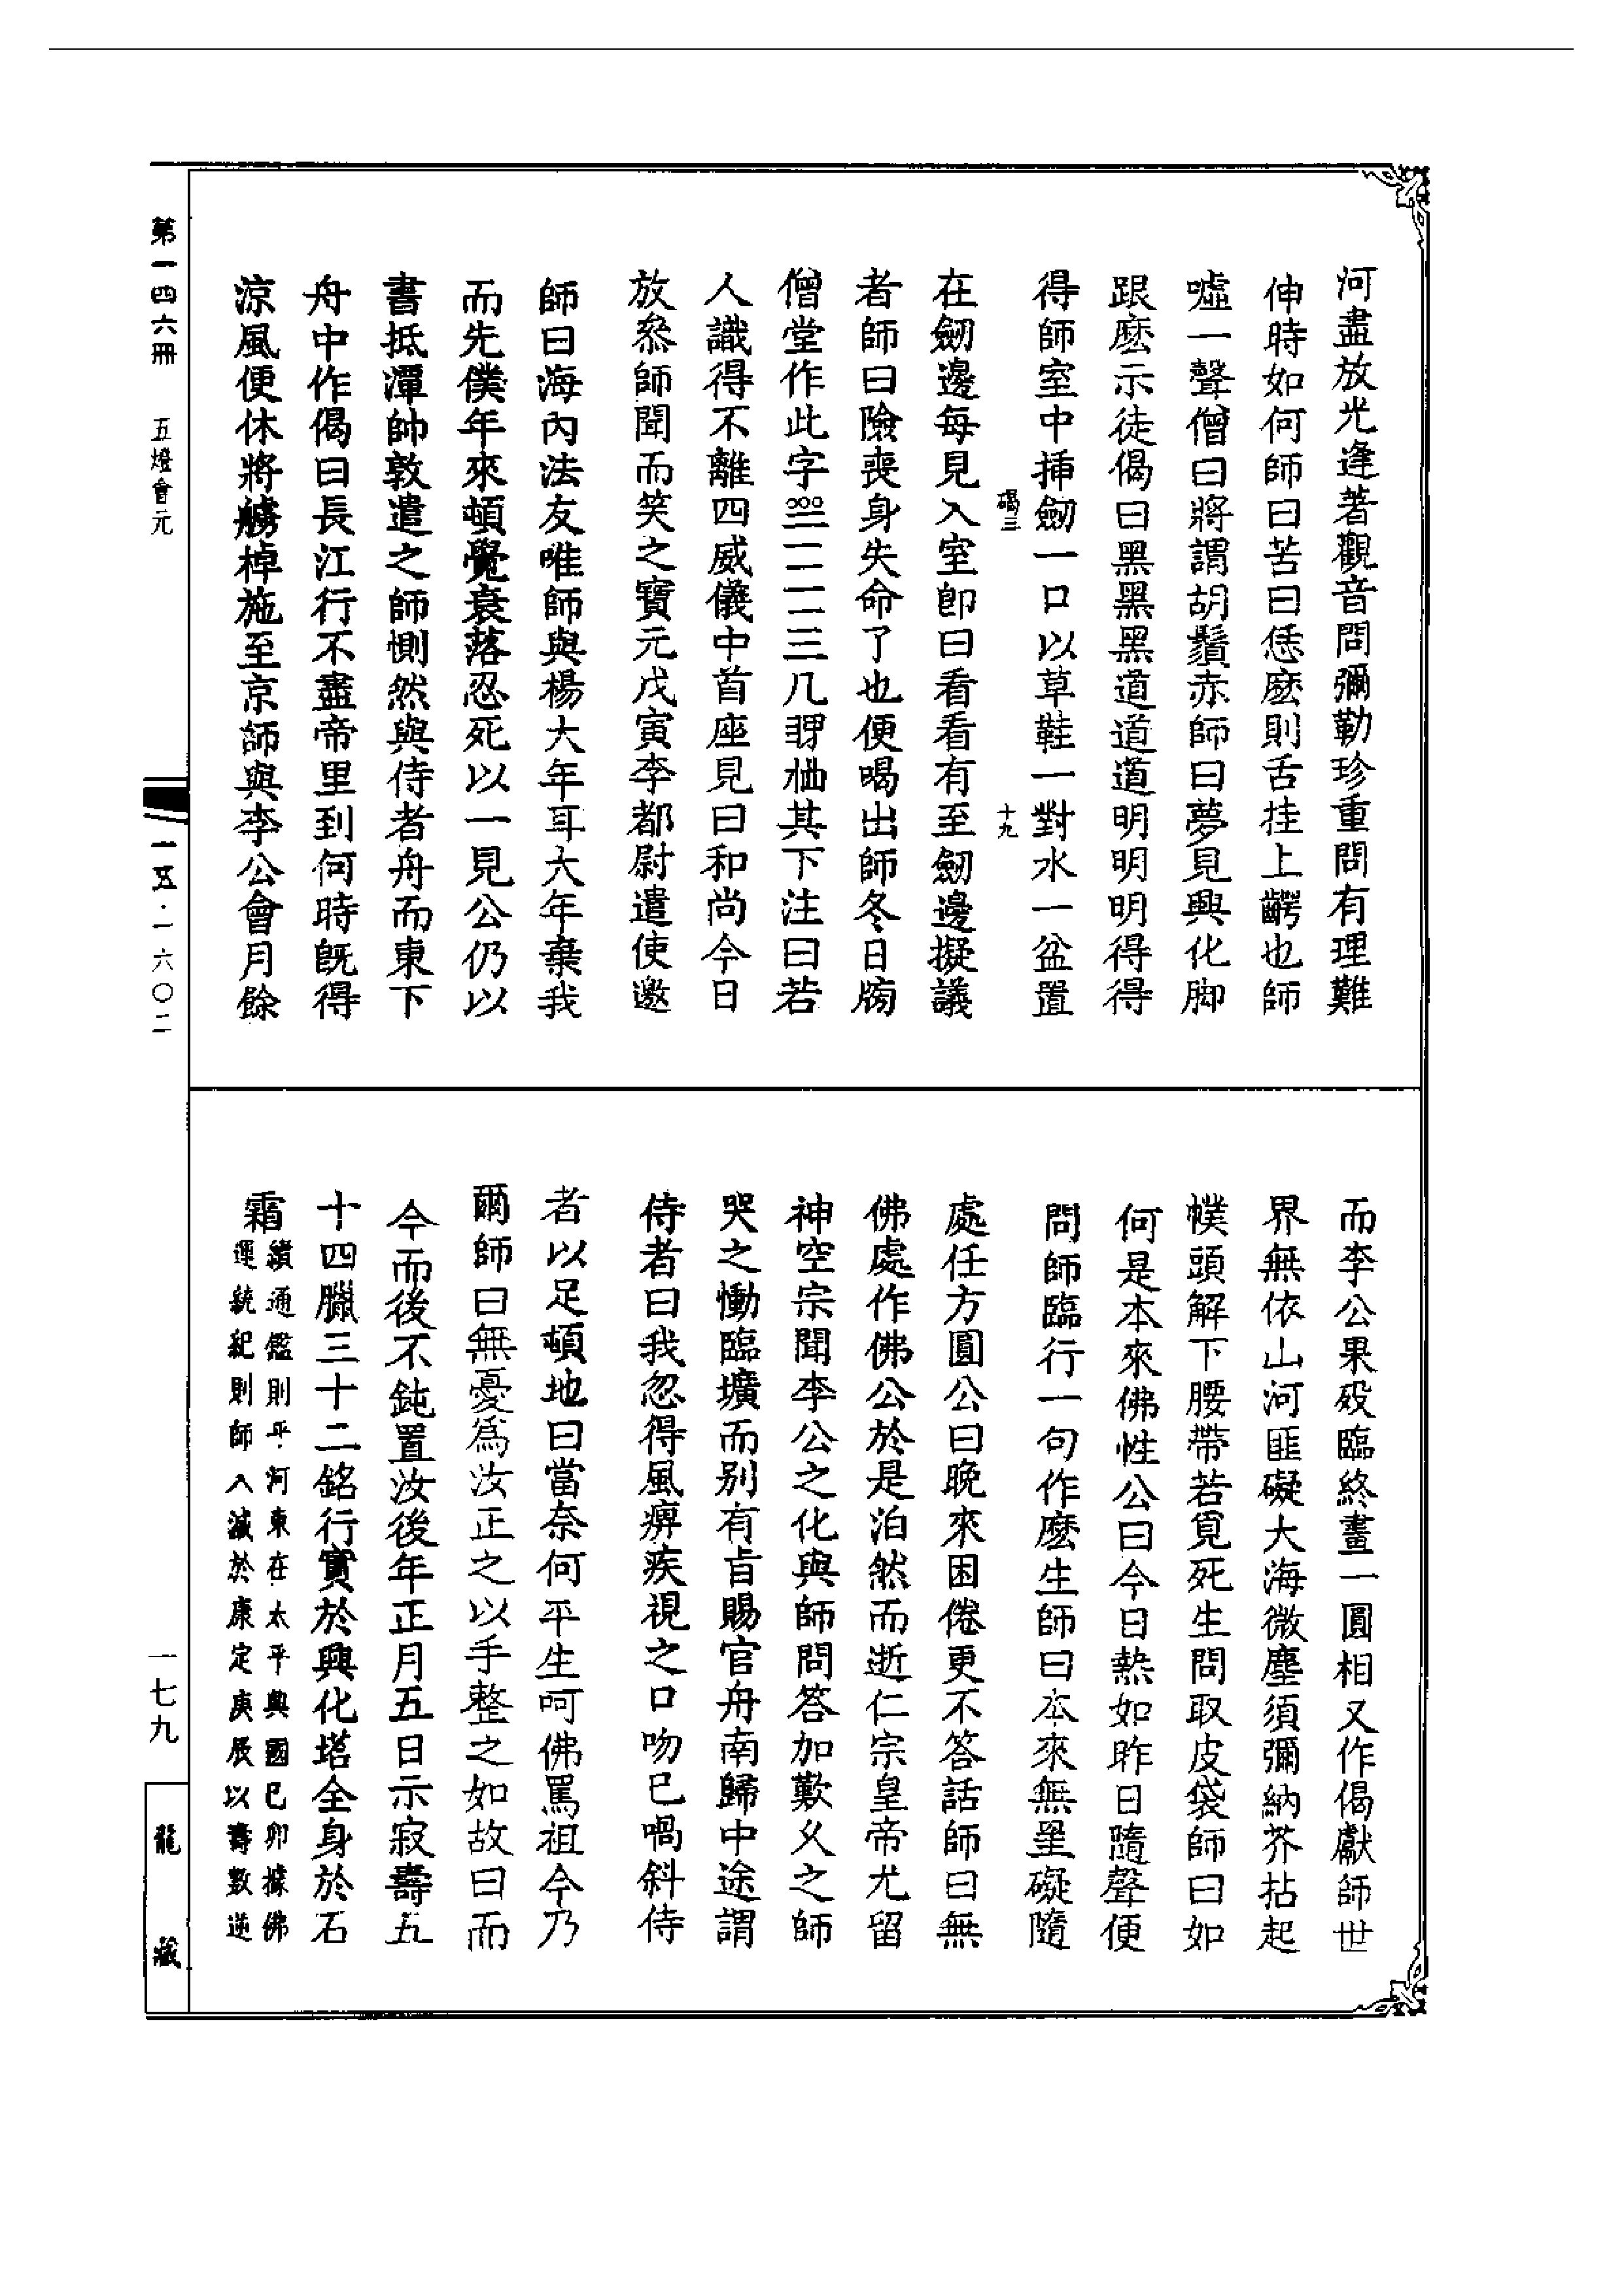 河盡放光逢著觀音問彌勒珍重問有理難
伸時如何師曰苦曰恁麽則舌挂上齶也師
噓一聲僧曰將謂胡鬚赤師曰夢見興化脚
跟麽示徒偈曰黑黑黑道道道明明明得得
得師室中挿劒一口以草鞋一對水一盆置
碣三 十九
在劒邊每見入室卽曰看看有至劒邊擬議
者師曰險喪身失命了也便喝出師冬日牓
僧堂作此字二二三几其下注曰若
人識得不離四威儀中首座見曰和尚今日
放叅師聞而笑之寶元戊寅李都尉遣使邀
師曰海內法友唯師與楊大年耳大年棄我
而先僕年來頓覺衰落忍死以一見公仍以
書抵潭帥敦遣之師惻然與侍者舟而東下
舟中作偈曰長江行不盡帝里到何時旣得
涼風便休將艣棹施至京師與李公會月餘
而李公果歿臨終畫一圓相又作偈獻師世
界無依山河匪礙大海微塵須彌納芥拈起
幞頭解下腰帶若覓死生問取皮袋師曰如
何是本來佛性公曰今日熱如昨日隨聲便
問師臨行一句作麽生師曰本來無罣礙隨
處任方圓公曰晚來困倦更不答話師曰無
佛處作佛公於是泊然而逝仁宗皇帝尤留
神空宗聞李公之化與師問答加歎久之師
哭之慟臨壙而别有旨賜官舟南歸中途謂
侍者曰我忽得風痹疾視之口吻已喎斜侍
者以足頓地曰當奈何平生呵佛罵祖今乃
爾師曰無憂爲汝正之以手整之如故曰而
今而後不鈍置汝後年正月五日示寂壽五
十四臘三十二銘行實於興化塔全身於石
霜續通鑑則平河東在太平興國己卯據佛
運統紀則師入滅於康定庚辰以壽數逆
第一四六冊 五燈會元
一五·一六〇二
一七九
龍藏